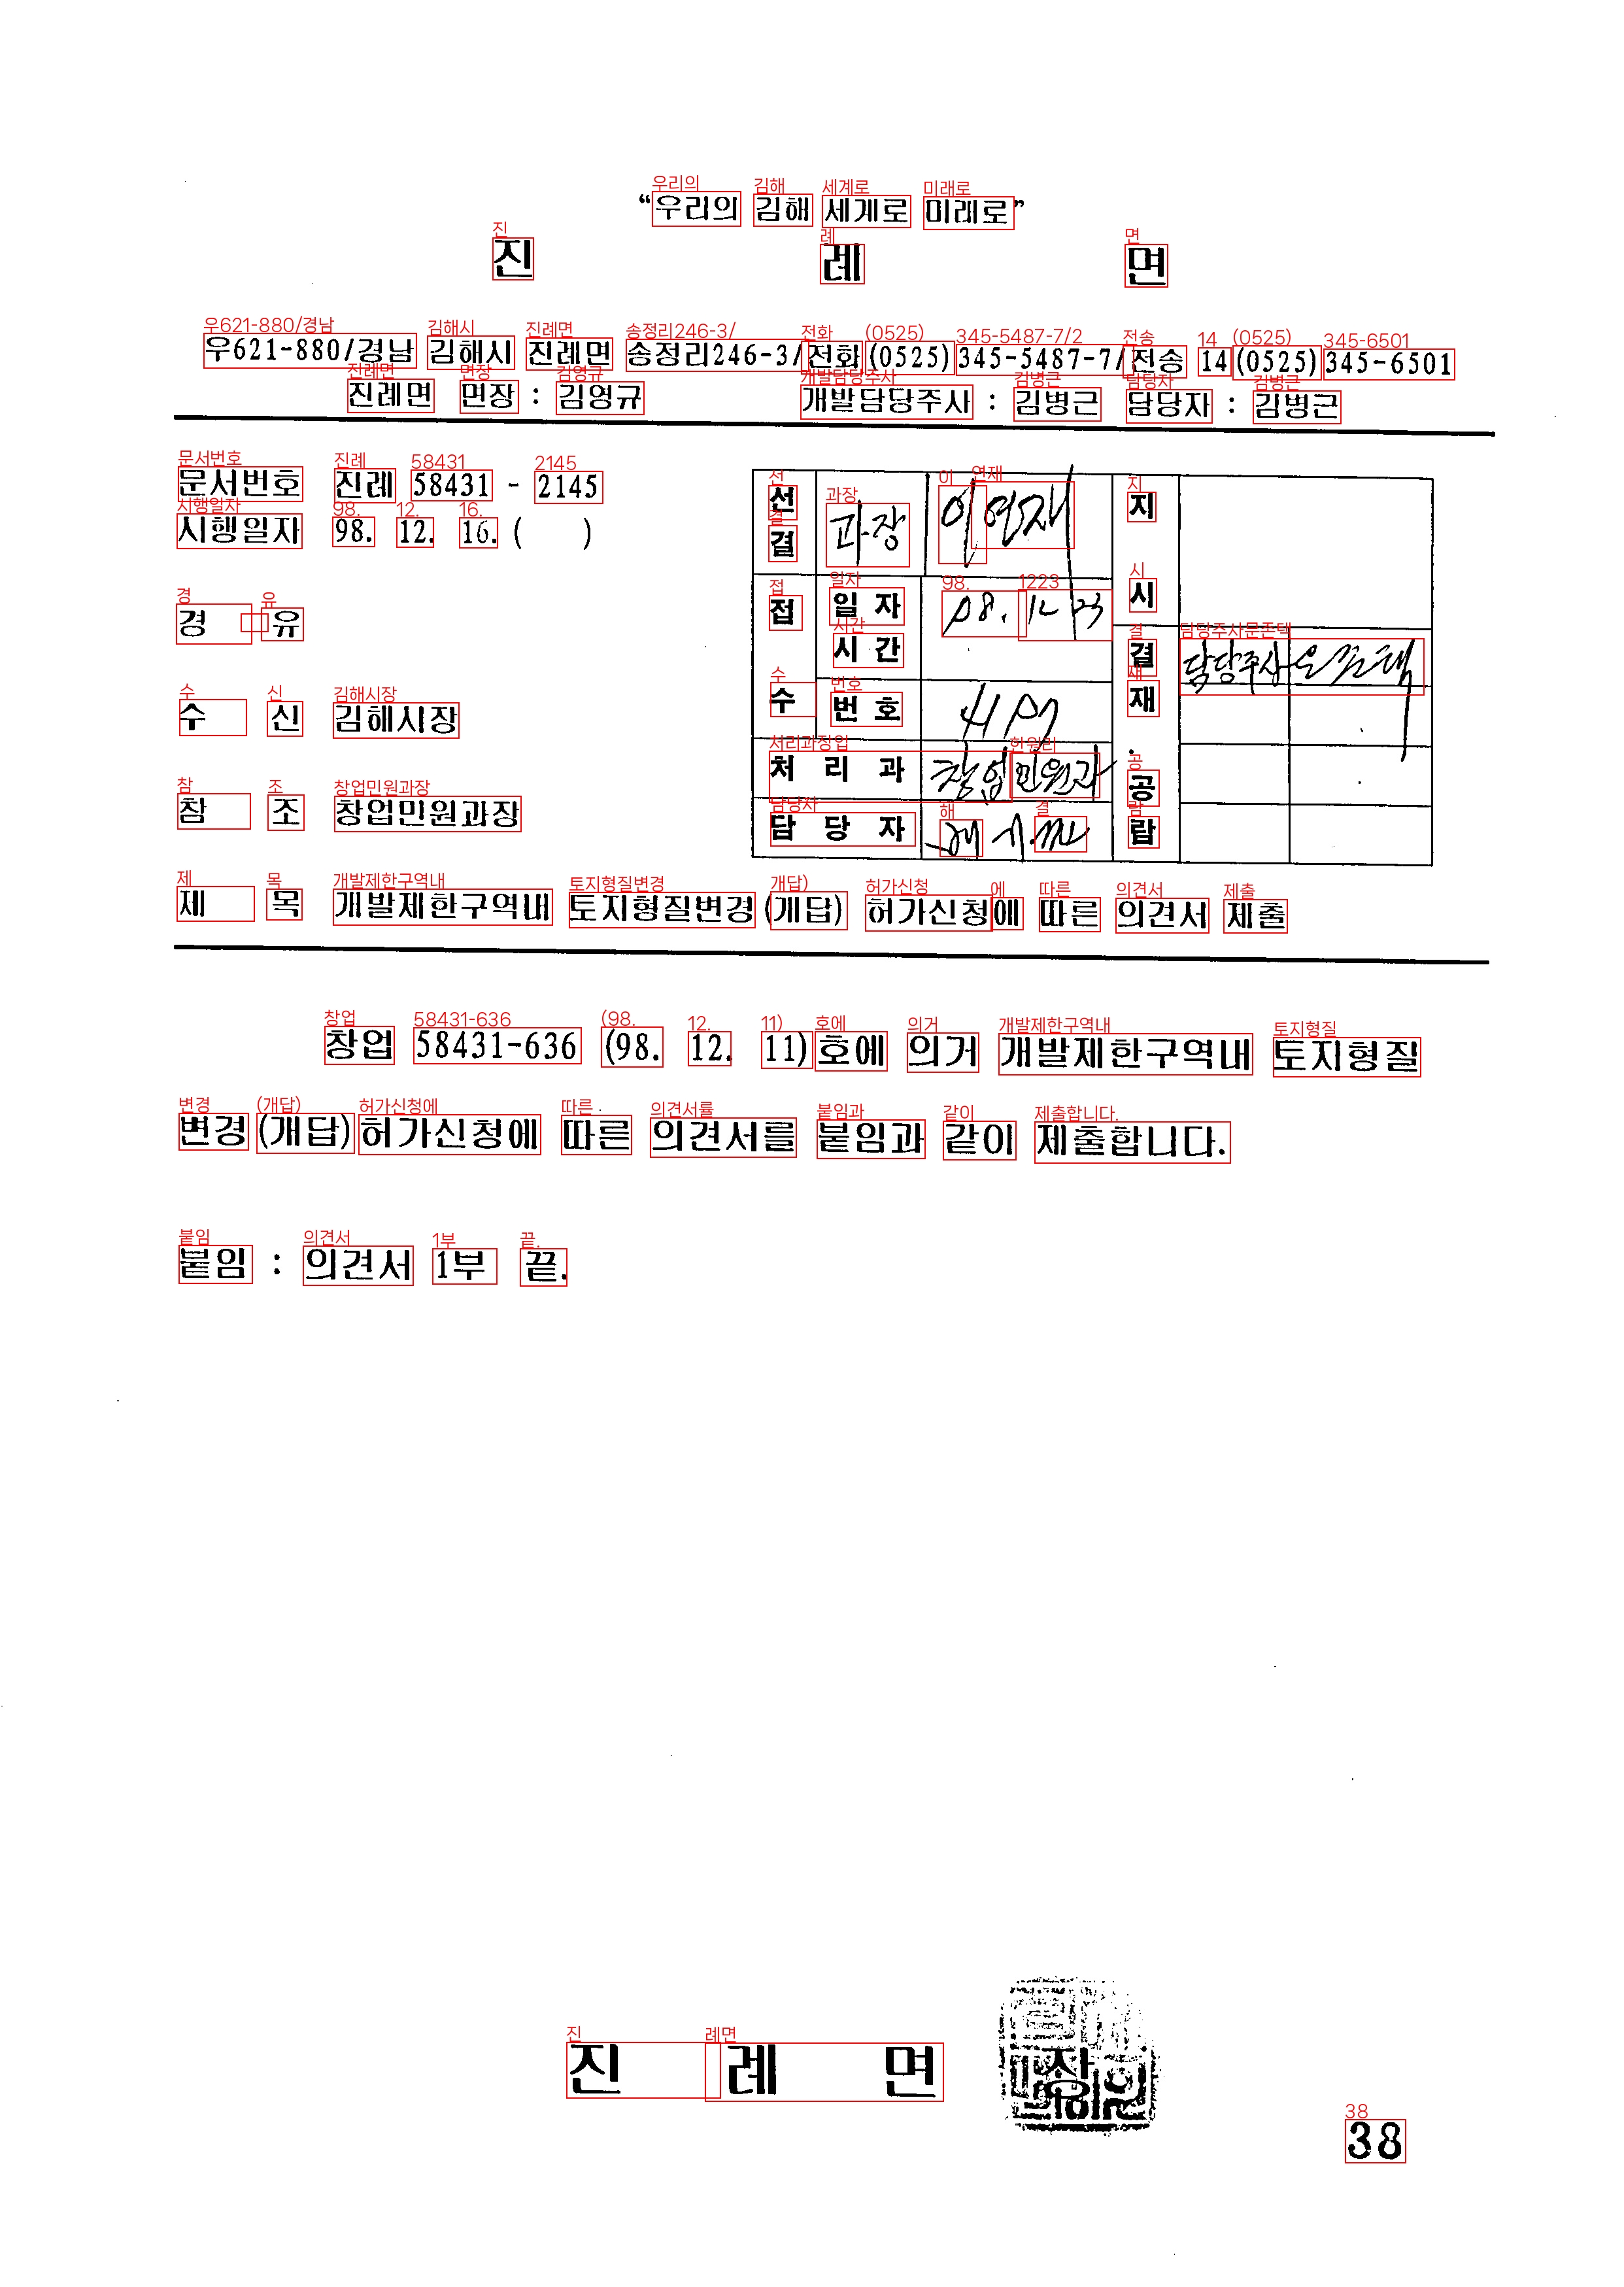 “우리의 김해 세계로 미래로”
진 례 면
우621-880/경남 김해시 진례면 송정리246-3/전화(0525)345-5487-7/전송 14(0525)345-6501
진례면 면장 : 김영규 개발담당주사 : 김병근 담당자 : 김병근
문서번호 진례 58431 - 2145
시행일자 98. 12. 16. ( )
경 유
수 신 김해시장
참 조 창업민원과장
제 목 개발제한구역내 토지형질변경(개답) 허가신청에 따른 의견서 제출
선결 과장 이 지시
접수 일자 98. 12 23
시간
번호
결재 담당주사
처리과 창업민원과
공람
담당자
창업 58431-636 (98. 12. 11)호에 의거 개발제한구역내 토지형질
변경(개답)허가신청에 따른 의견서를 붙임과 같이 제출합니다.
붙임 : 의견서 1부 끝.
진 례 면
38